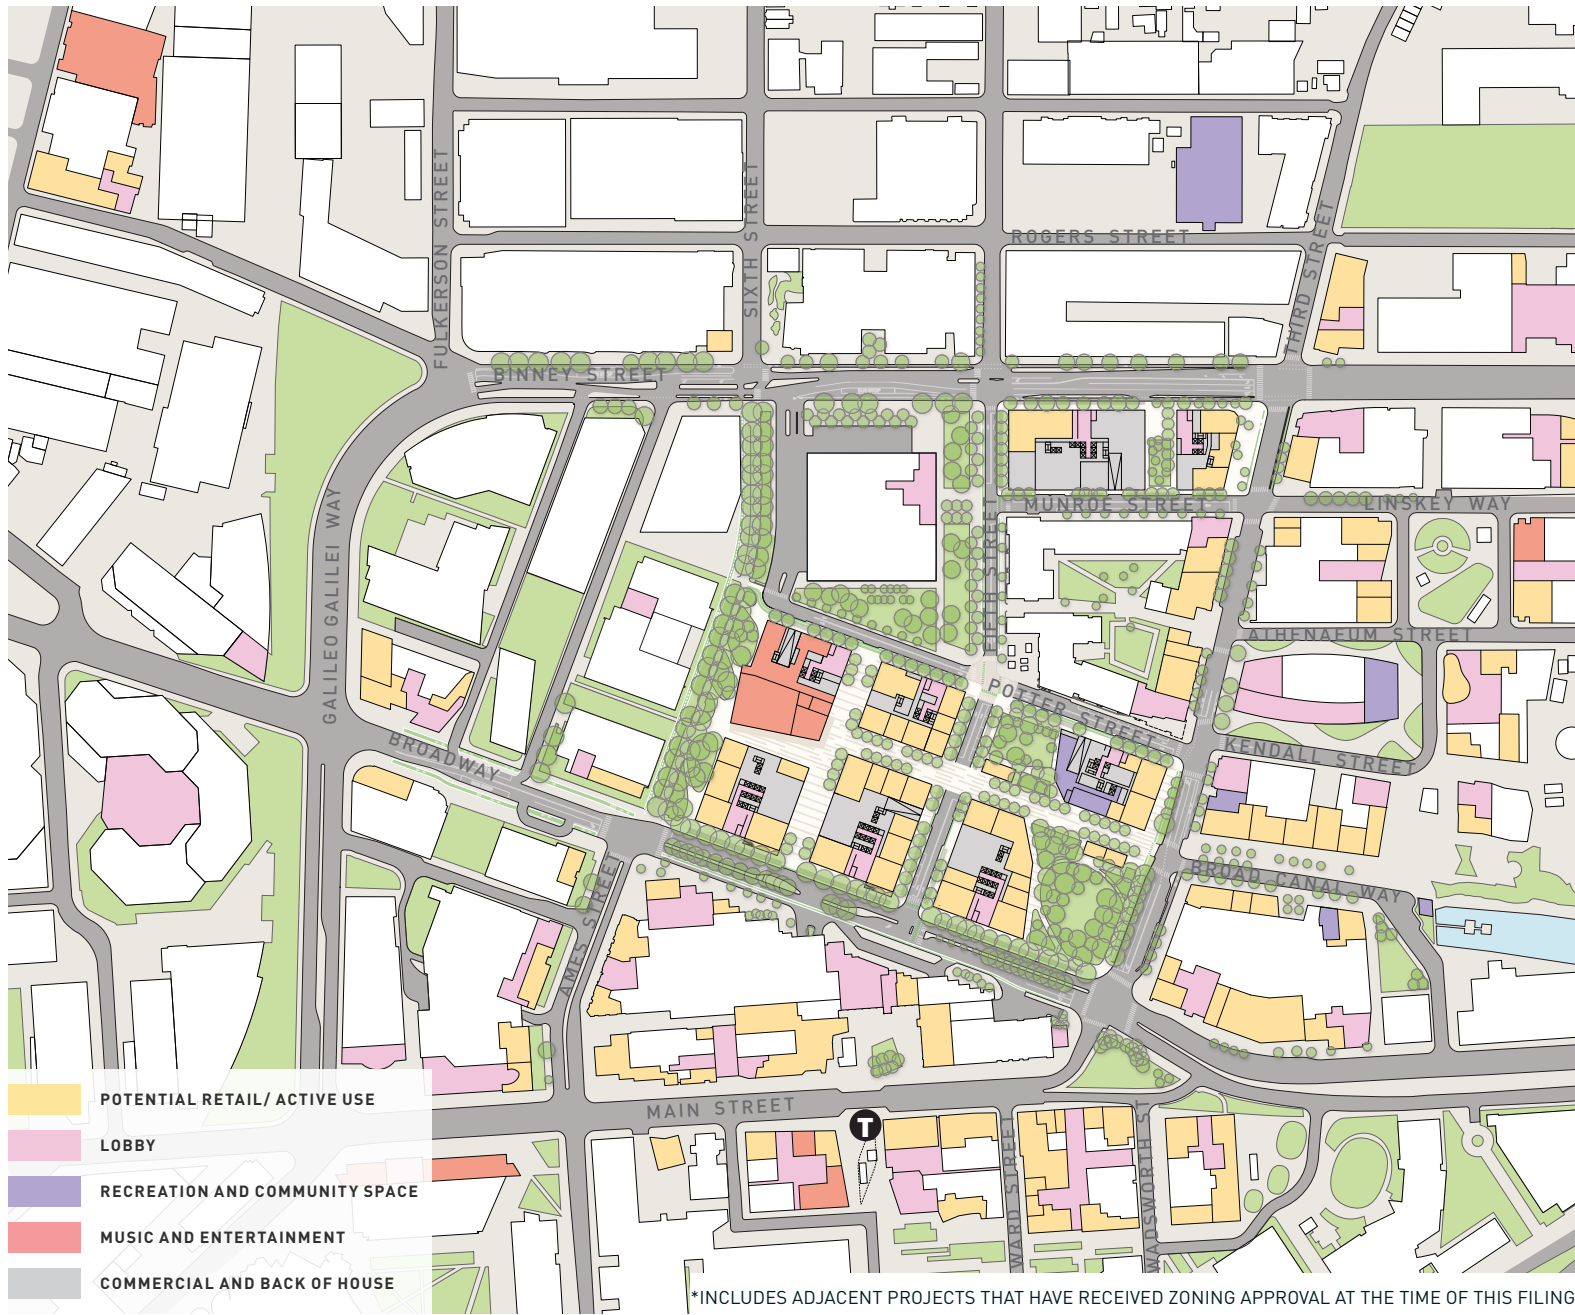 FULKERSON STREET
SIXTH STREET
ROGERS STREET
THIRD STREET
BINNEY STREET
GALILEO GALILEI WAY
FIFTH STREET
MUNROE STREET
LINSKEY WAY
ATHENAEUM STREET
POTTER STREET
KENDALL STREET
BROADWAY
BROAD CANAL WAY
AMES STREET
MAIN STREET
T
WARD STREET
WADSWORTH ST
POTENTIAL RETAIL/ ACTIVE USE
LOBBY
RECREATION AND COMMUNITY SPACE
MUSIC AND ENTERTAINMENT
COMMERCIAL AND BACK OF HOUSE
*INCLUDES ADJACENT PROJECTS THAT HAVE RECEIVED ZONING APPROVAL AT THE TIME OF THIS FILING